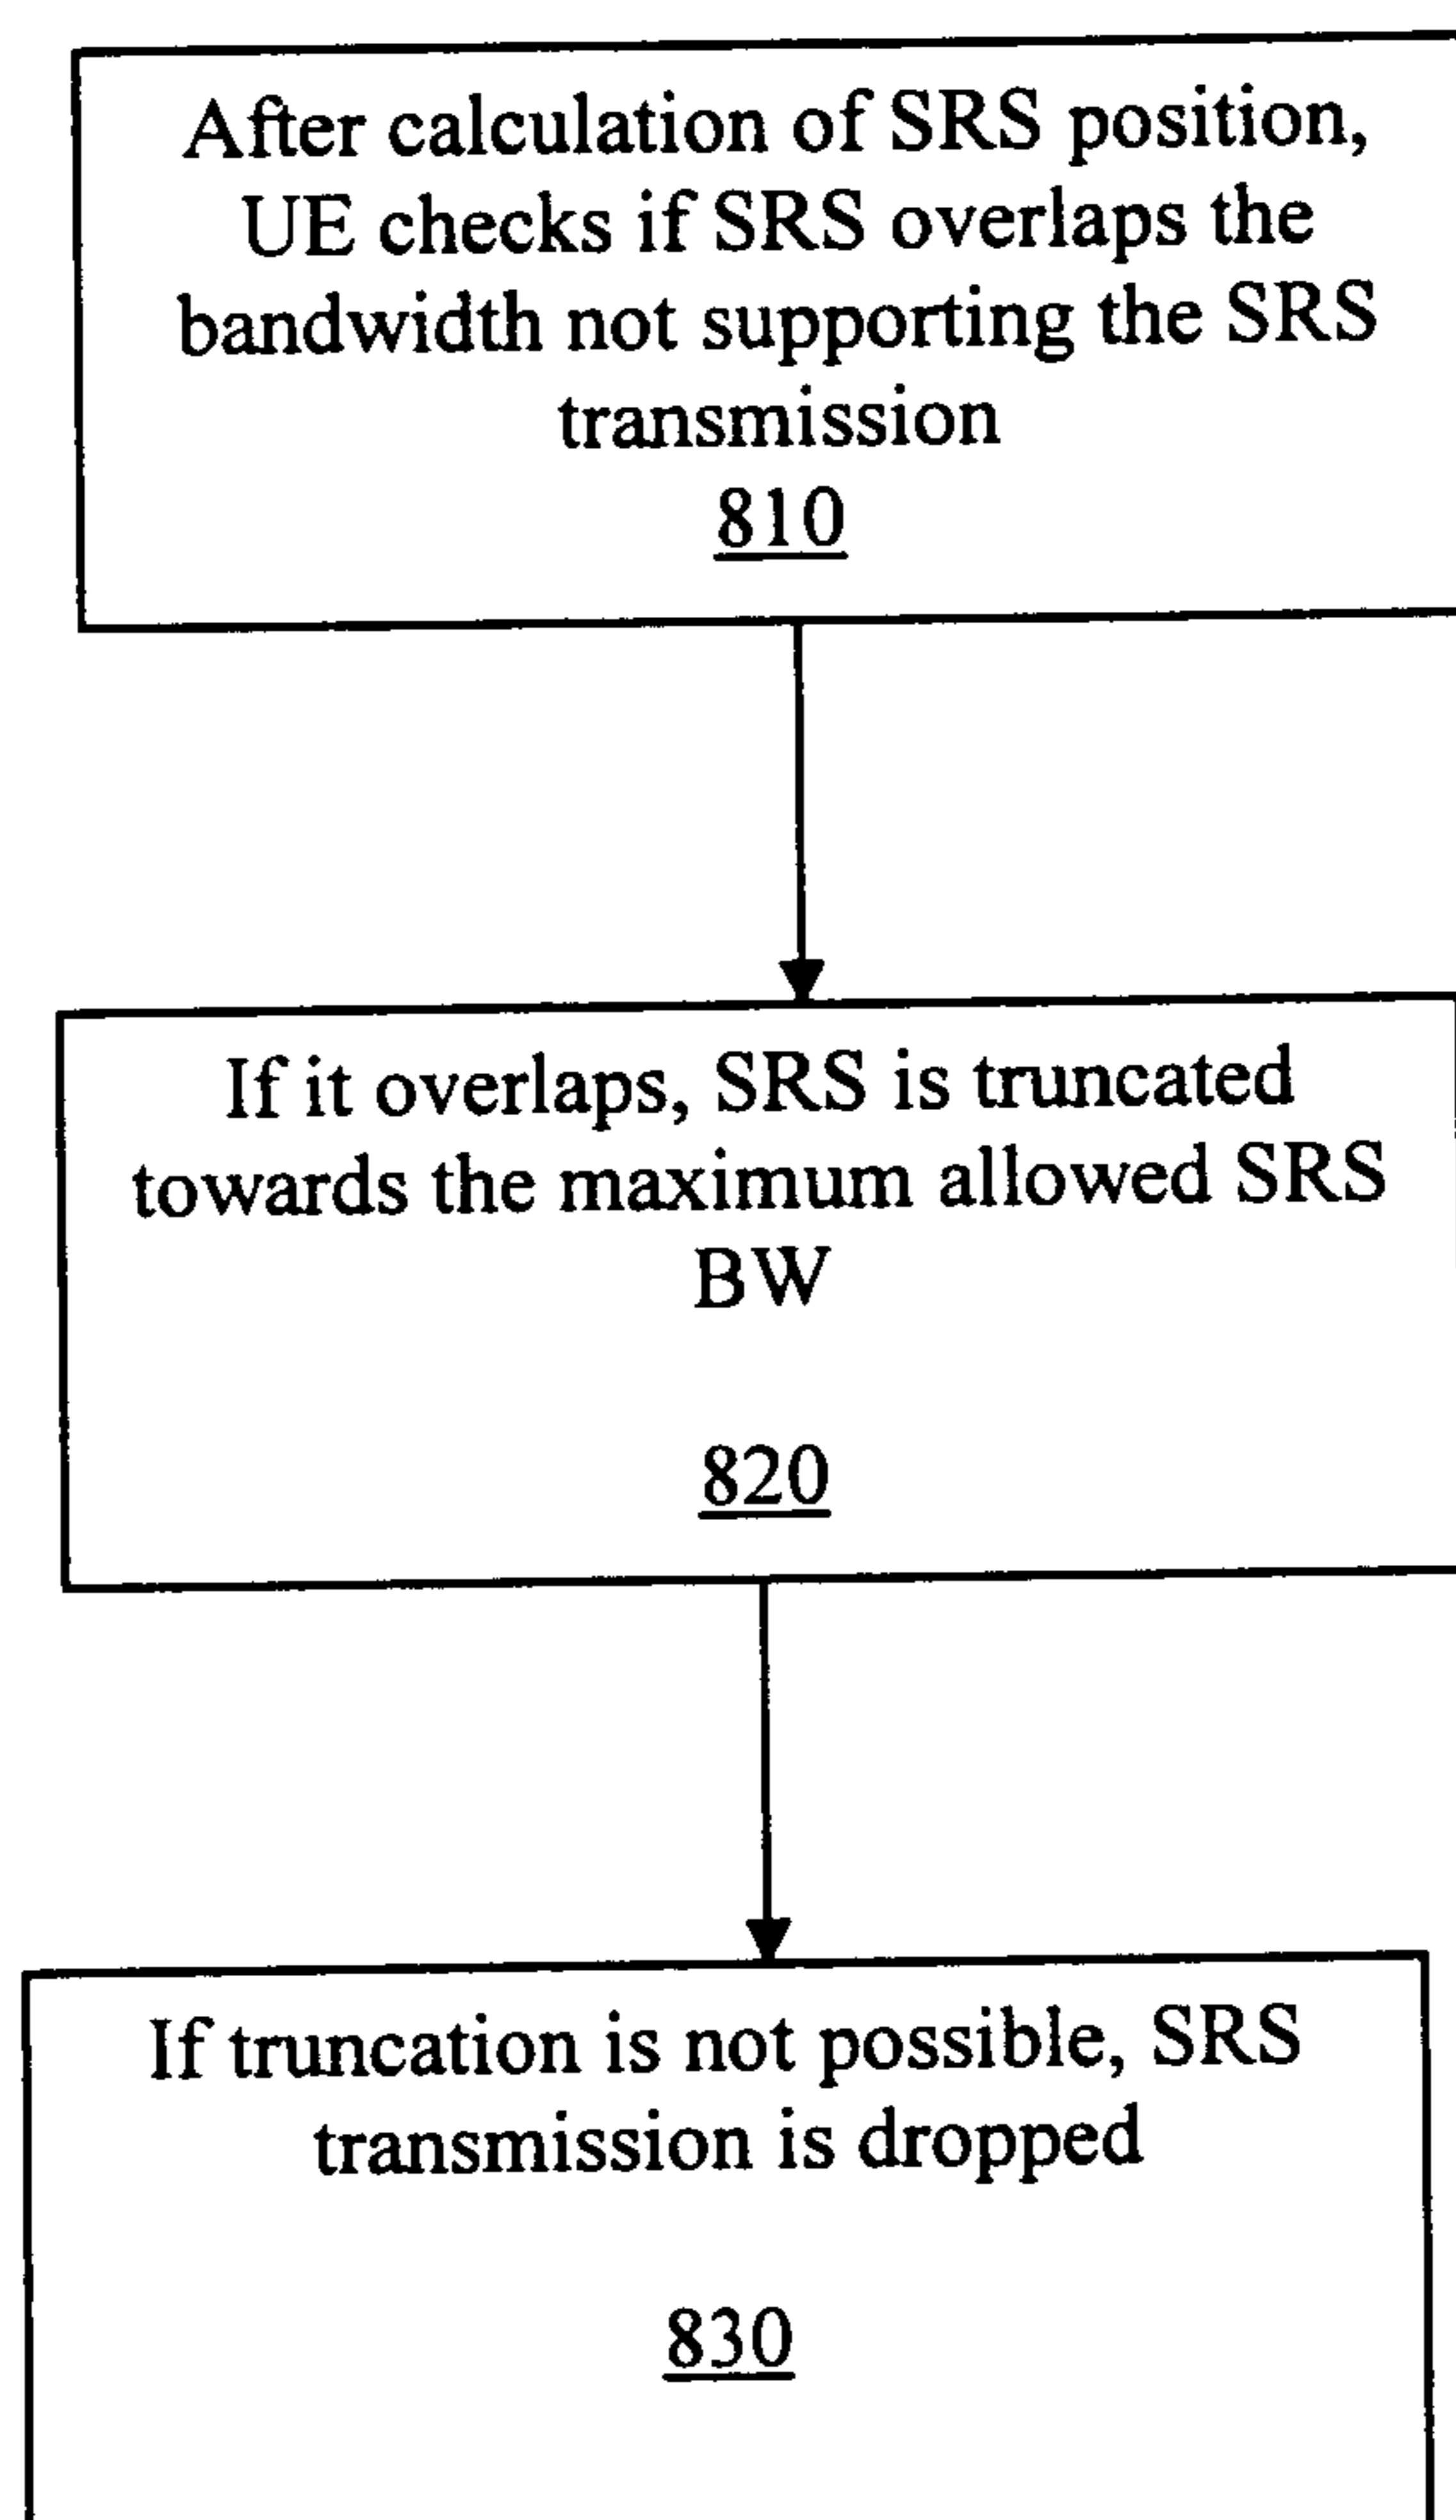 After calculation of SRS position,
UE checks if SRS overlaps the
bandwidth not supporting the SRS
transmission
810
If it overlaps, SRS is truncated
towards the maximum allowed SRS
BW
820
If truncation is not possible, SRS
transmission is dropped
830